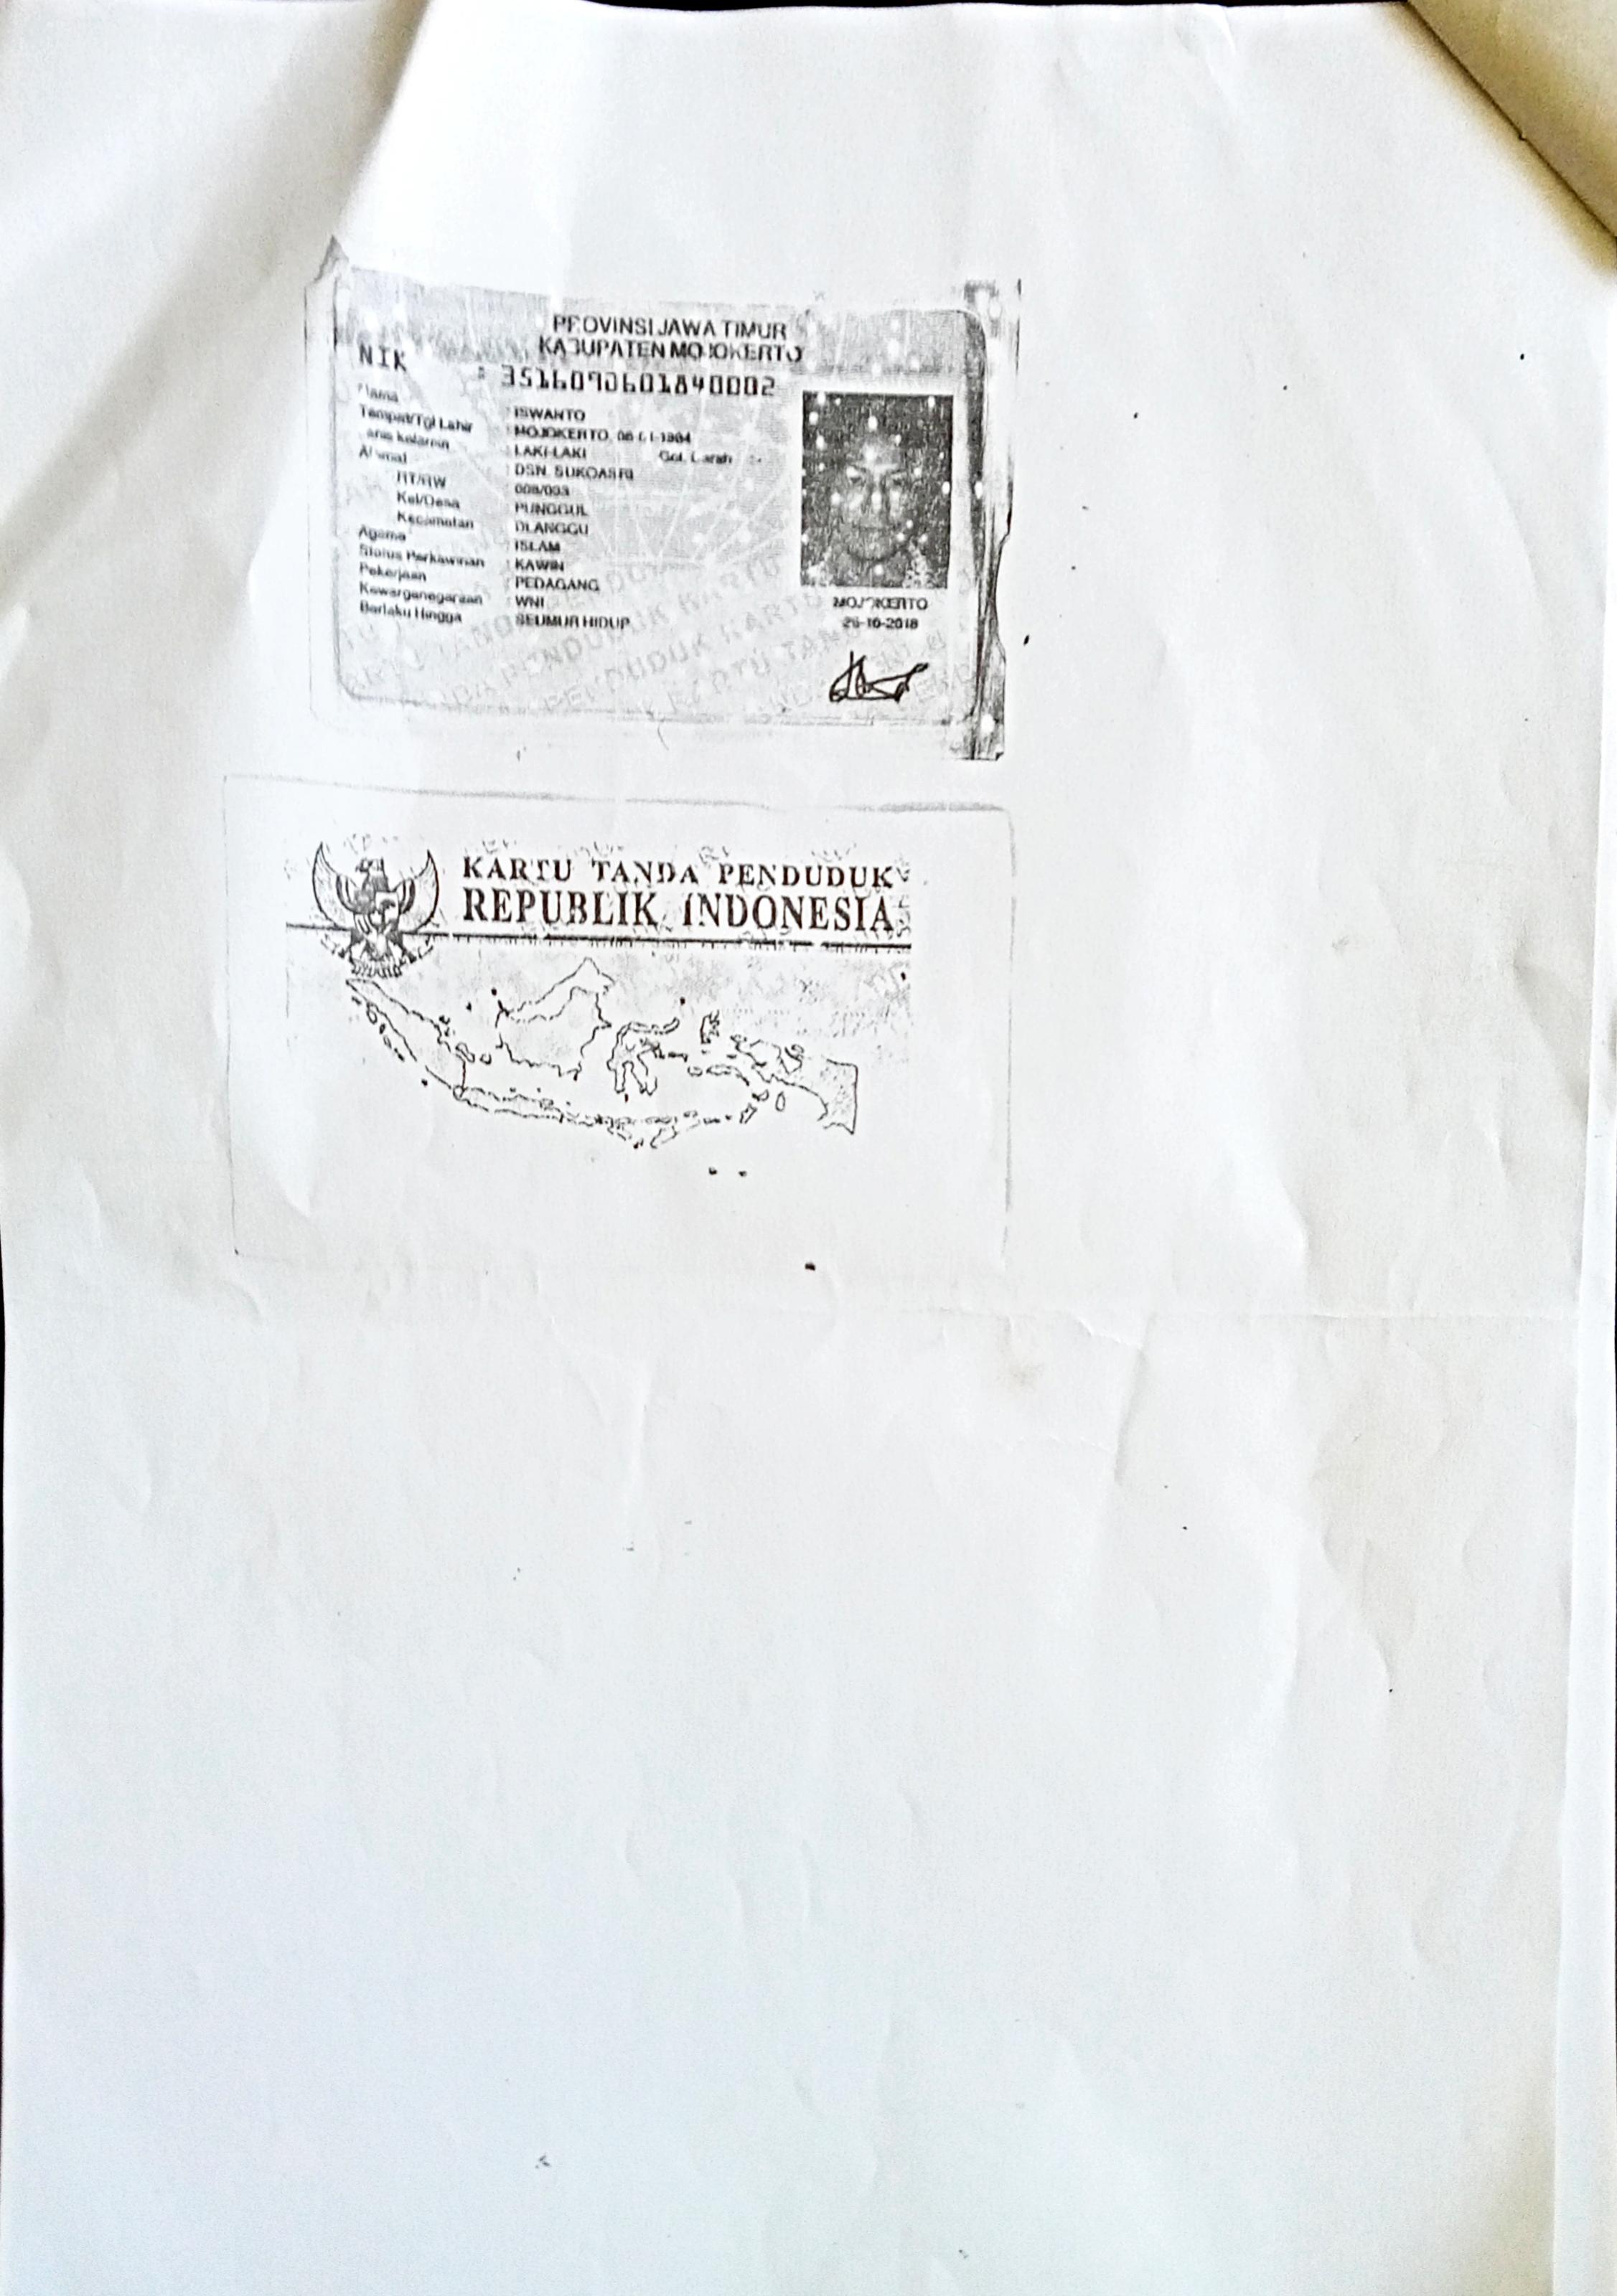 PROVINSI JAWA TIMUR
KABUPATEN MOJOKERTO
NIK : 3516090601840002
Nama : ISWANTO
Tempat/Tgl Lahir : MOJOKERTO, 06-01-1984
Jenis kelamin : LAKI-LAKI Gol. Darah : -
Alamat : DSN. SUKOASRI
RT/RW : 008/003
Kel/Desa : PUNGGUL
Kecamatan : DLANGGU
Agama : ISLAM
Status Perkawinan : KAWIN
Pekerjaan : PEDAGANG
Kewarganegaraan : WNI
Berlaku Hingga : SEUMUR HIDUP
MOJOKERTO
26-10-2018
KARTU TANDA PENDUDUK
REPUBLIK INDONESIA